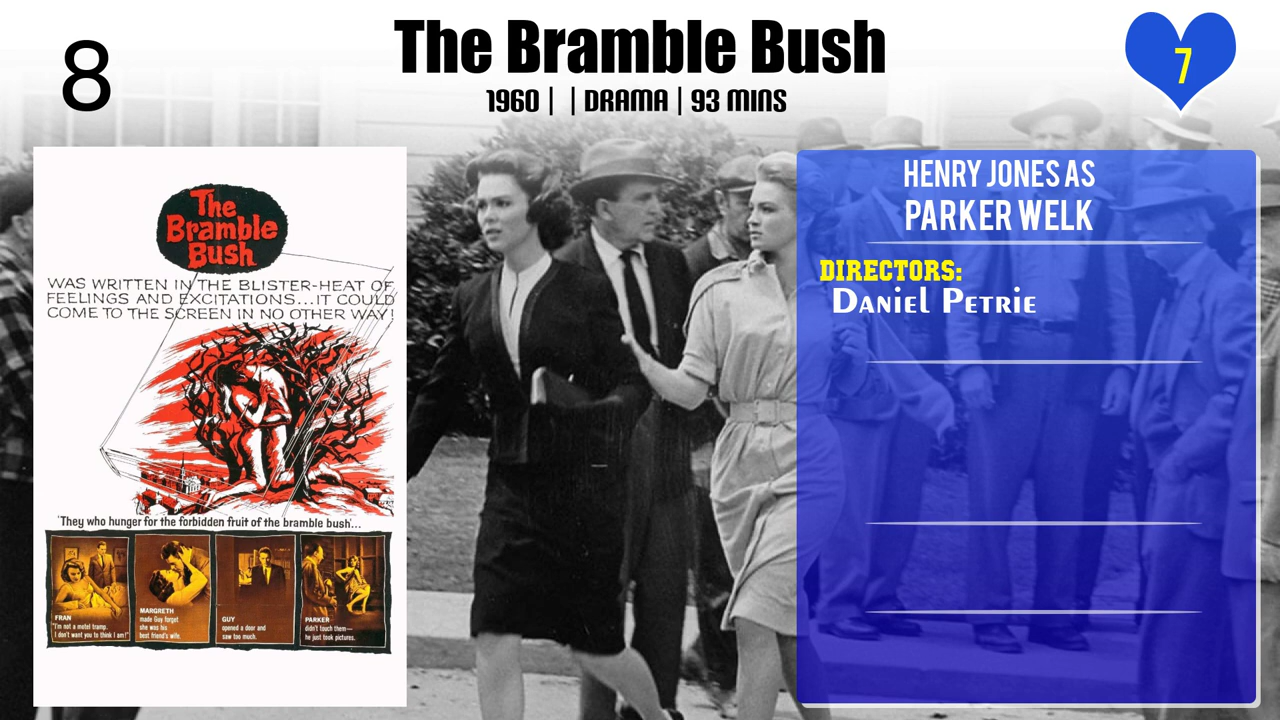 8
The Bramble Bush
7
1960 | | DRAMA | 93 MINS
The
Bramble
Bush
WAS WRITTEN IN THE BLISTER-HEAT OF
FEELINGS AND EXCITATIONS...IT COULD
COME TO THE SCREEN IN NO OTHER WAY!
'They who hunger for the forbidden fruit of the bramble bush'...
FRAN
"I'm not a motel tramp.
I don't want you to think I am!"
MARGRETH
made Guy forget
she was his
best friend's wife.
GUY
opened a door and
saw too much.
PARKER
didn't touch them—
he just took pictures.
HENRY JONES AS
PARKER WELK
DIRECTORS:
Daniel Petrie